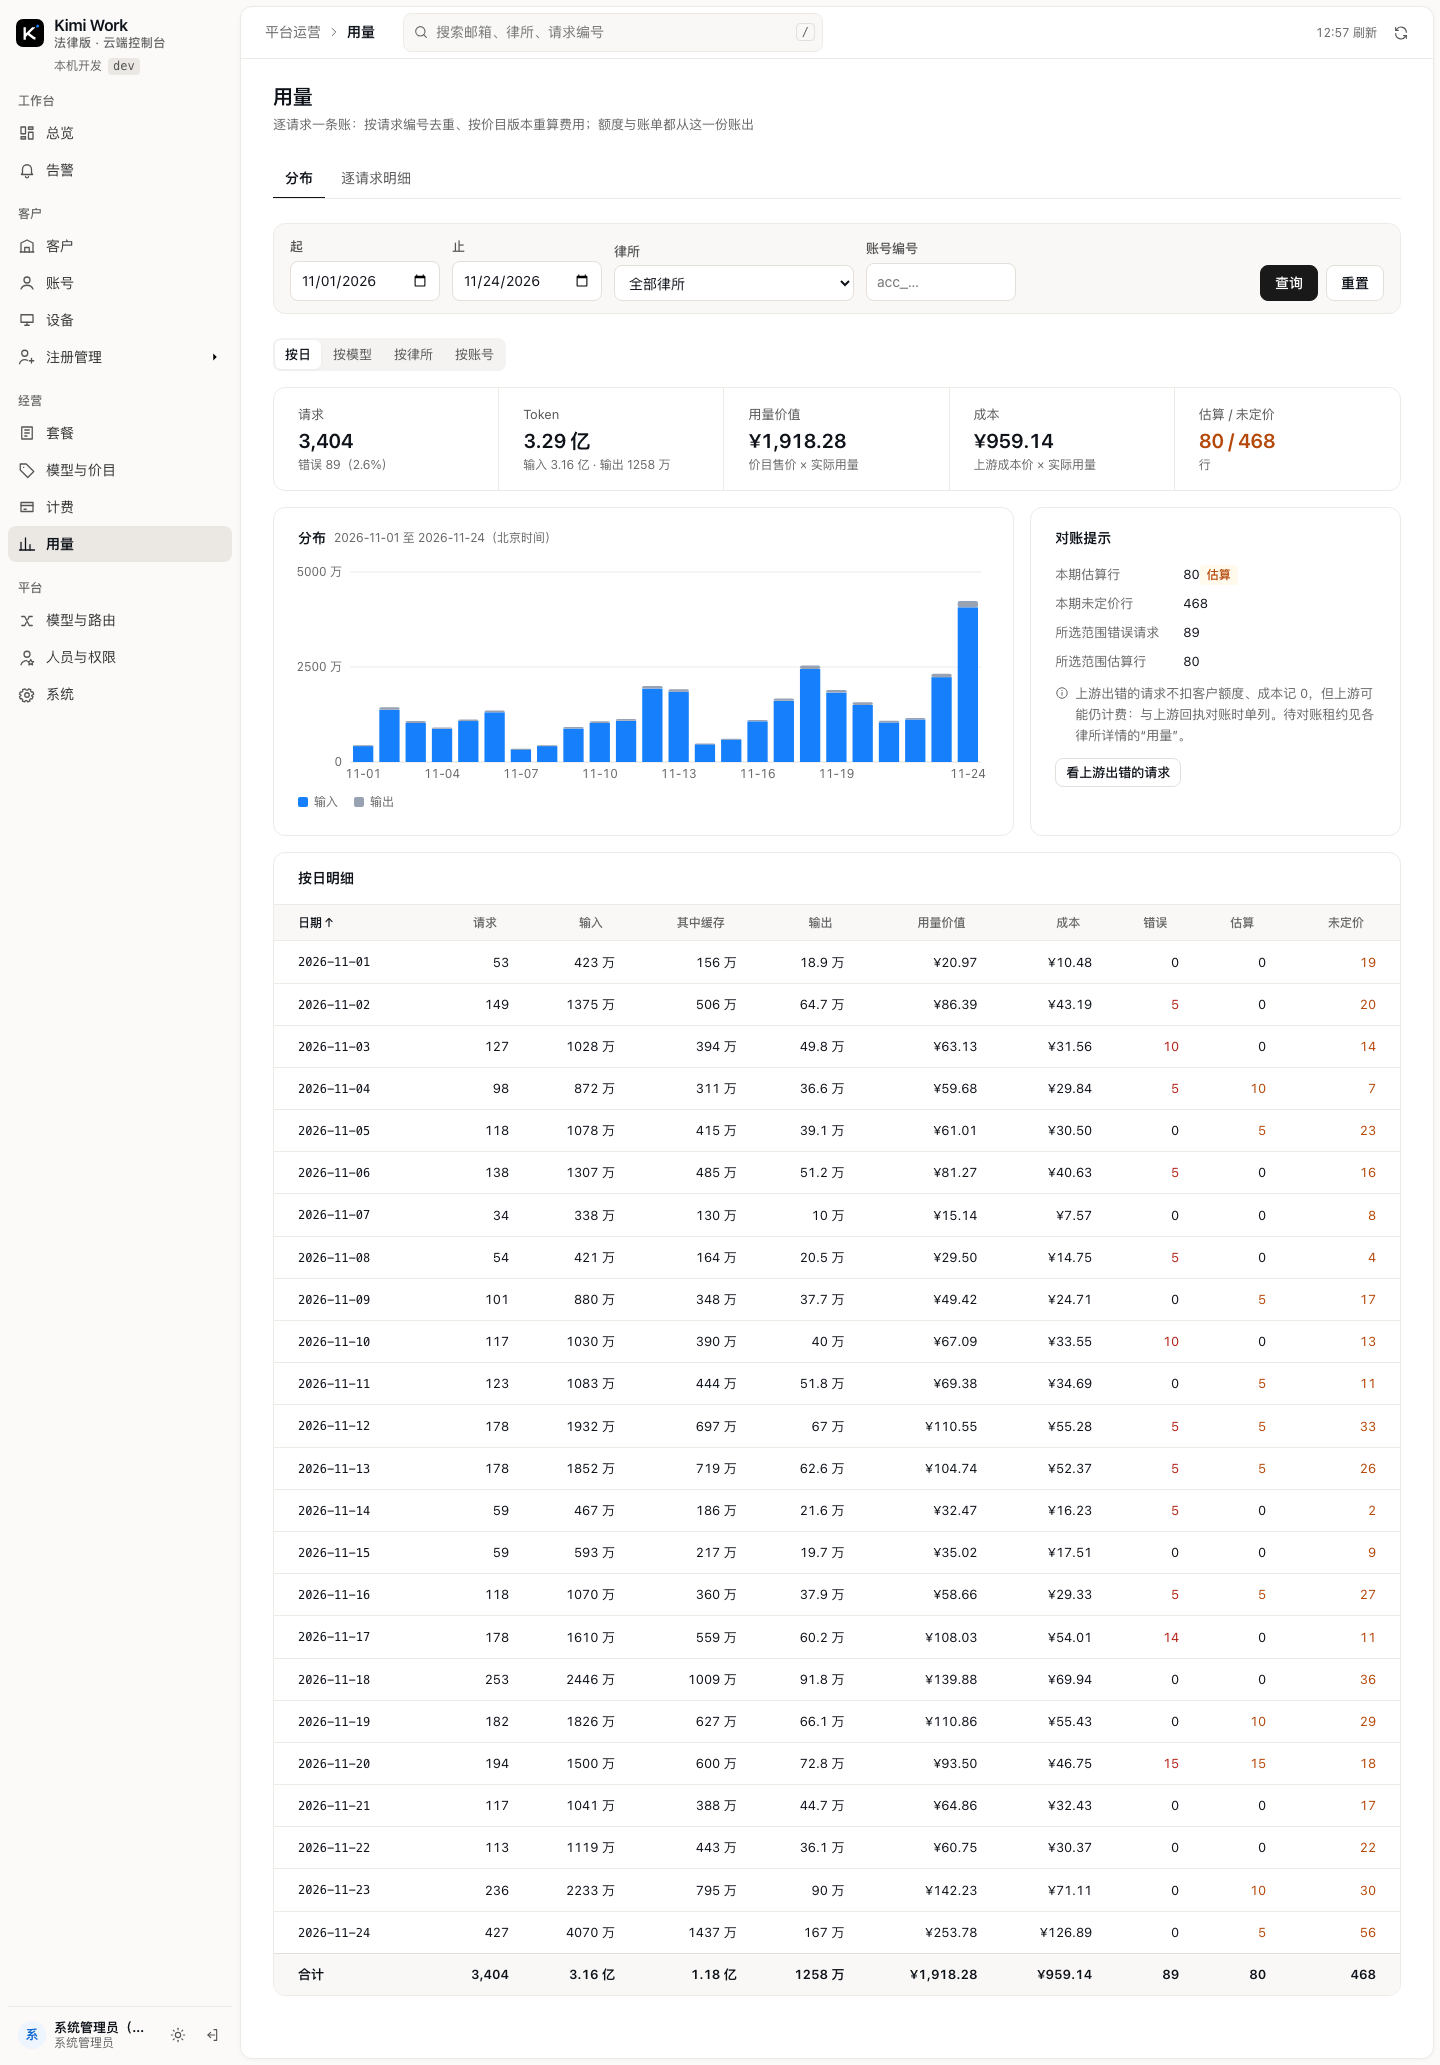 Kimi Work
法律版 · 云端控制台
本机开发 dev
工作台
总览
告警
客户
客户
账号
设备
注册管理
经营
套餐
模型与价目
计费
用量
平台
模型与路由
人员与权限
系统
系 系统管理员（...
系统管理员
平台运营 > 用量 搜索邮箱、律所、请求编号 / 12:57 刷新
用量
逐请求一条账：按请求编号去重、按价目版本重算费用；额度与账单都从这一份账出
分布 逐请求明细
起 止 律所 账号编号
11/01/2026 11/24/2026 全部律所 acc_... 查询 重置
按日 按模型 按律所 按账号
请求 Token 用量价值 成本 估算 / 未定价
3,404 3.29 亿 ¥1,918.28 ¥959.14 80 / 468
错误 89（2.6%） 输入 3.16 亿 · 输出 1258 万 价目售价 × 实际用量 上游成本价 × 实际用量 行
分布 2026-11-01 至 2026-11-24（北京时间）
5000 万
2500 万
0
11-01 11-04 11-07 11-10 11-13 11-16 11-19 11-24
输入 输出
对账提示
本期估算行 80 估算
本期未定价行 468
所选范围错误请求 89
所选范围估算行 80
上游出错的请求不扣客户额度、成本记 0，但上游可
能仍计费：与上游回执对账时单列。待对账租约见各
律所详情的“用量”。
看上游出错的请求
按日明细
日期↑ 请求 输入 其中缓存 输出 用量价值 成本 错误 估算 未定价
2026-11-01 53 423 万 156 万 18.9 万 ¥20.97 ¥10.48 0 0 19
2026-11-02 149 1375 万 506 万 64.7 万 ¥86.39 ¥43.19 5 0 20
2026-11-03 127 1028 万 394 万 49.8 万 ¥63.13 ¥31.56 10 0 14
2026-11-04 98 872 万 311 万 36.6 万 ¥59.68 ¥29.84 5 10 7
2026-11-05 118 1078 万 415 万 39.1 万 ¥61.01 ¥30.50 0 5 23
2026-11-06 138 1307 万 485 万 51.2 万 ¥81.27 ¥40.63 5 0 16
2026-11-07 34 338 万 130 万 10 万 ¥15.14 ¥7.57 0 0 8
2026-11-08 54 421 万 164 万 20.5 万 ¥29.50 ¥14.75 5 0 4
2026-11-09 101 880 万 348 万 37.7 万 ¥49.42 ¥24.71 0 5 17
2026-11-10 117 1030 万 390 万 40 万 ¥67.09 ¥33.55 10 0 13
2026-11-11 123 1083 万 444 万 51.8 万 ¥69.38 ¥34.69 0 5 11
2026-11-12 178 1932 万 697 万 67 万 ¥110.55 ¥55.28 5 5 33
2026-11-13 178 1852 万 719 万 62.6 万 ¥104.74 ¥52.37 5 5 26
2026-11-14 59 467 万 186 万 21.6 万 ¥32.47 ¥16.23 5 0 2
2026-11-15 59 593 万 217 万 19.7 万 ¥35.02 ¥17.51 0 0 9
2026-11-16 118 1070 万 360 万 37.9 万 ¥58.66 ¥29.33 5 5 27
2026-11-17 178 1610 万 559 万 60.2 万 ¥108.03 ¥54.01 14 0 11
2026-11-18 253 2446 万 1009 万 91.8 万 ¥139.88 ¥69.94 0 0 36
2026-11-19 182 1826 万 627 万 66.1 万 ¥110.86 ¥55.43 0 10 29
2026-11-20 194 1500 万 600 万 72.8 万 ¥93.50 ¥46.75 15 15 18
2026-11-21 117 1041 万 388 万 44.7 万 ¥64.86 ¥32.43 0 0 17
2026-11-22 113 1119 万 443 万 36.1 万 ¥60.75 ¥30.37 0 0 22
2026-11-23 236 2233 万 795 万 90 万 ¥142.23 ¥71.11 0 10 30
2026-11-24 427 4070 万 1437 万 167 万 ¥253.78 ¥126.89 0 5 56
合计 3,404 3.16 亿 1.18 亿 1258 万 ¥1,918.28 ¥959.14 89 80 468